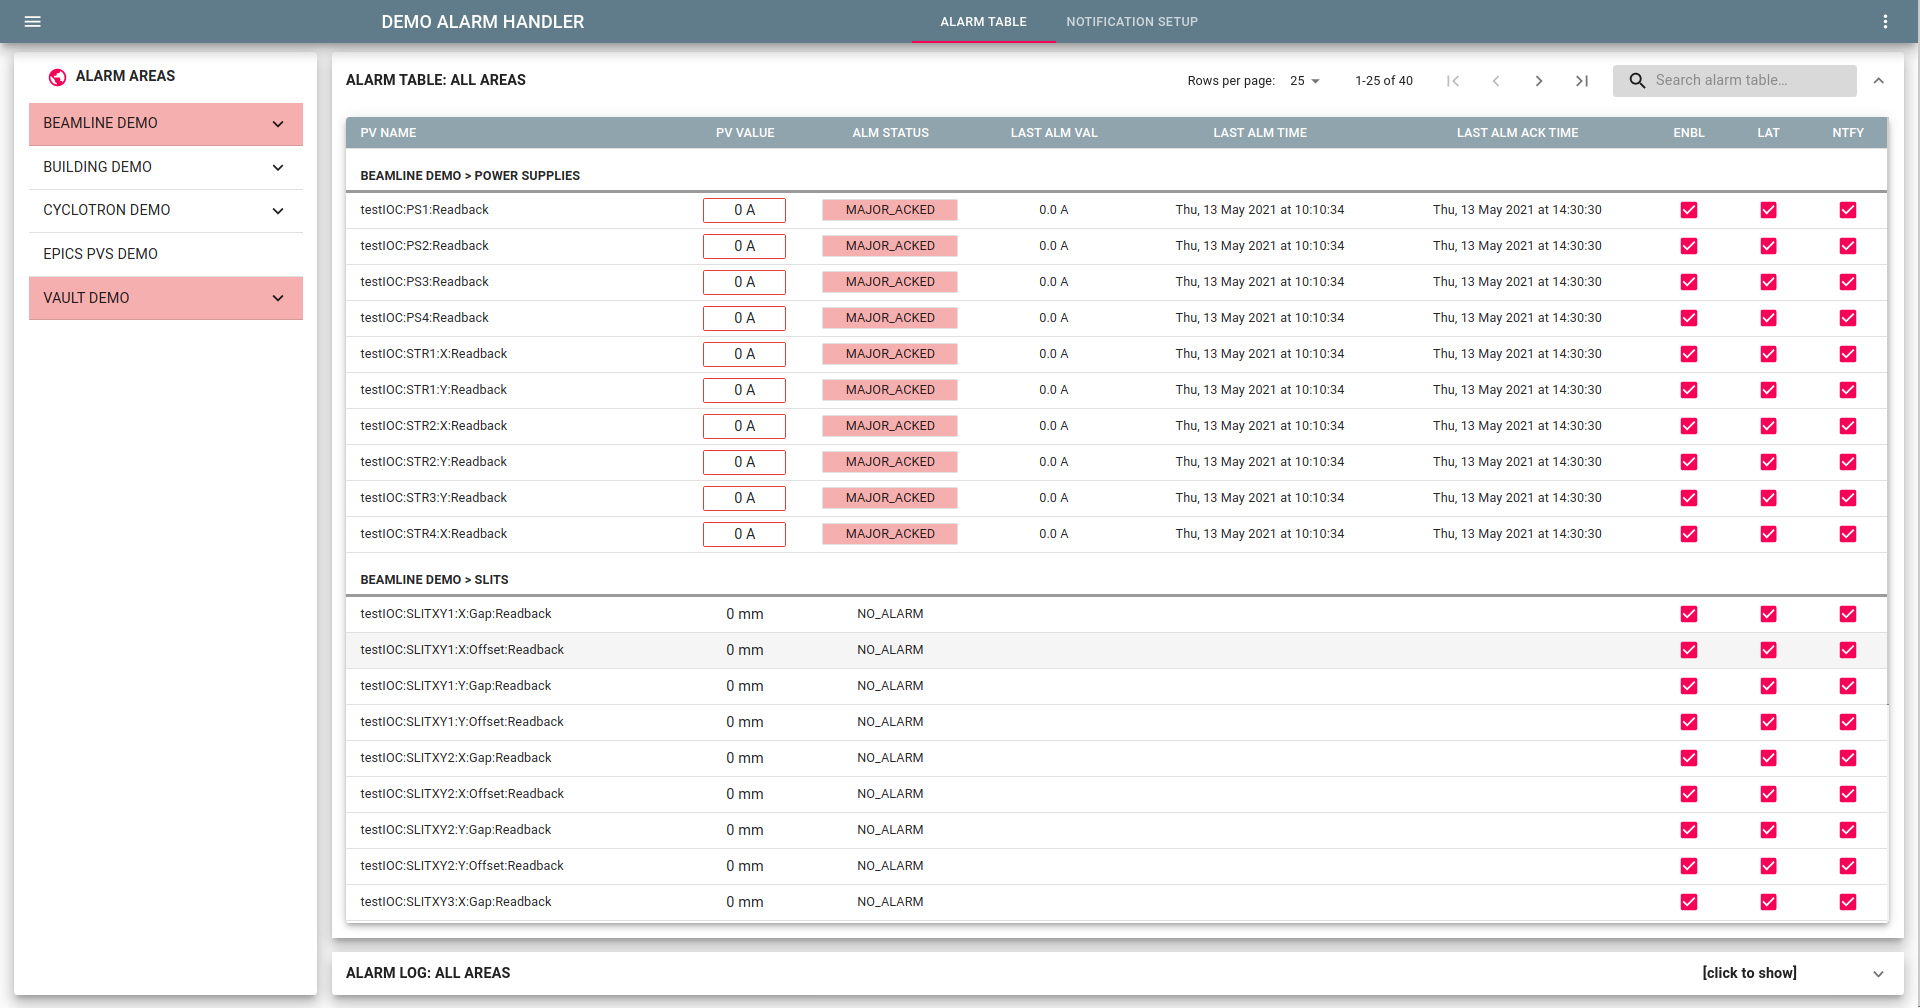 DEMO ALARM HANDLER
ALARM TABLE
NOTIFICATION SETUP
ALARM AREAS
BEAMLINE DEMO
BUILDING DEMO
CYCLOTRON DEMO
EPICS PVS DEMO
VAULT DEMO
ALARM TABLE: ALL AREAS
Rows per page: 25 1-25 of 40
Search alarm table...
PV NAME PV VALUE ALM STATUS LAST ALM VAL LAST ALM TIME LAST ALM ACK TIME ENBL LAT NTFY
BEAMLINE DEMO > POWER SUPPLIES
testIOC:PS1:Readback 0 A MAJOR_ACKED 0.0 A Thu, 13 May 2021 at 10:10:34 Thu, 13 May 2021 at 14:30:30
testIOC:PS2:Readback 0 A MAJOR_ACKED 0.0 A Thu, 13 May 2021 at 10:10:34 Thu, 13 May 2021 at 14:30:30
testIOC:PS3:Readback 0 A MAJOR_ACKED 0.0 A Thu, 13 May 2021 at 10:10:34 Thu, 13 May 2021 at 14:30:30
testIOC:PS4:Readback 0 A MAJOR_ACKED 0.0 A Thu, 13 May 2021 at 10:10:34 Thu, 13 May 2021 at 14:30:30
testIOC:STR1:X:Readback 0 A MAJOR_ACKED 0.0 A Thu, 13 May 2021 at 10:10:34 Thu, 13 May 2021 at 14:30:30
testIOC:STR1:Y:Readback 0 A MAJOR_ACKED 0.0 A Thu, 13 May 2021 at 10:10:34 Thu, 13 May 2021 at 14:30:30
testIOC:STR2:X:Readback 0 A MAJOR_ACKED 0.0 A Thu, 13 May 2021 at 10:10:34 Thu, 13 May 2021 at 14:30:30
testIOC:STR2:Y:Readback 0 A MAJOR_ACKED 0.0 A Thu, 13 May 2021 at 10:10:34 Thu, 13 May 2021 at 14:30:30
testIOC:STR3:Y:Readback 0 A MAJOR_ACKED 0.0 A Thu, 13 May 2021 at 10:10:34 Thu, 13 May 2021 at 14:30:30
testIOC:STR4:X:Readback 0 A MAJOR_ACKED 0.0 A Thu, 13 May 2021 at 10:10:34 Thu, 13 May 2021 at 14:30:30
BEAMLINE DEMO > SLITS
testIOC:SLITXY1:X:Gap:Readback 0 mm NO_ALARM
testIOC:SLITXY1:X:Offset:Readback 0 mm NO_ALARM
testIOC:SLITXY1:Y:Gap:Readback 0 mm NO_ALARM
testIOC:SLITXY1:Y:Offset:Readback 0 mm NO_ALARM
testIOC:SLITXY2:X:Gap:Readback 0 mm NO_ALARM
testIOC:SLITXY2:X:Offset:Readback 0 mm NO_ALARM
testIOC:SLITXY2:Y:Gap:Readback 0 mm NO_ALARM
testIOC:SLITXY2:Y:Offset:Readback 0 mm NO_ALARM
testIOC:SLITXY3:X:Gap:Readback 0 mm NO_ALARM
ALARM LOG: ALL AREAS [click to show]